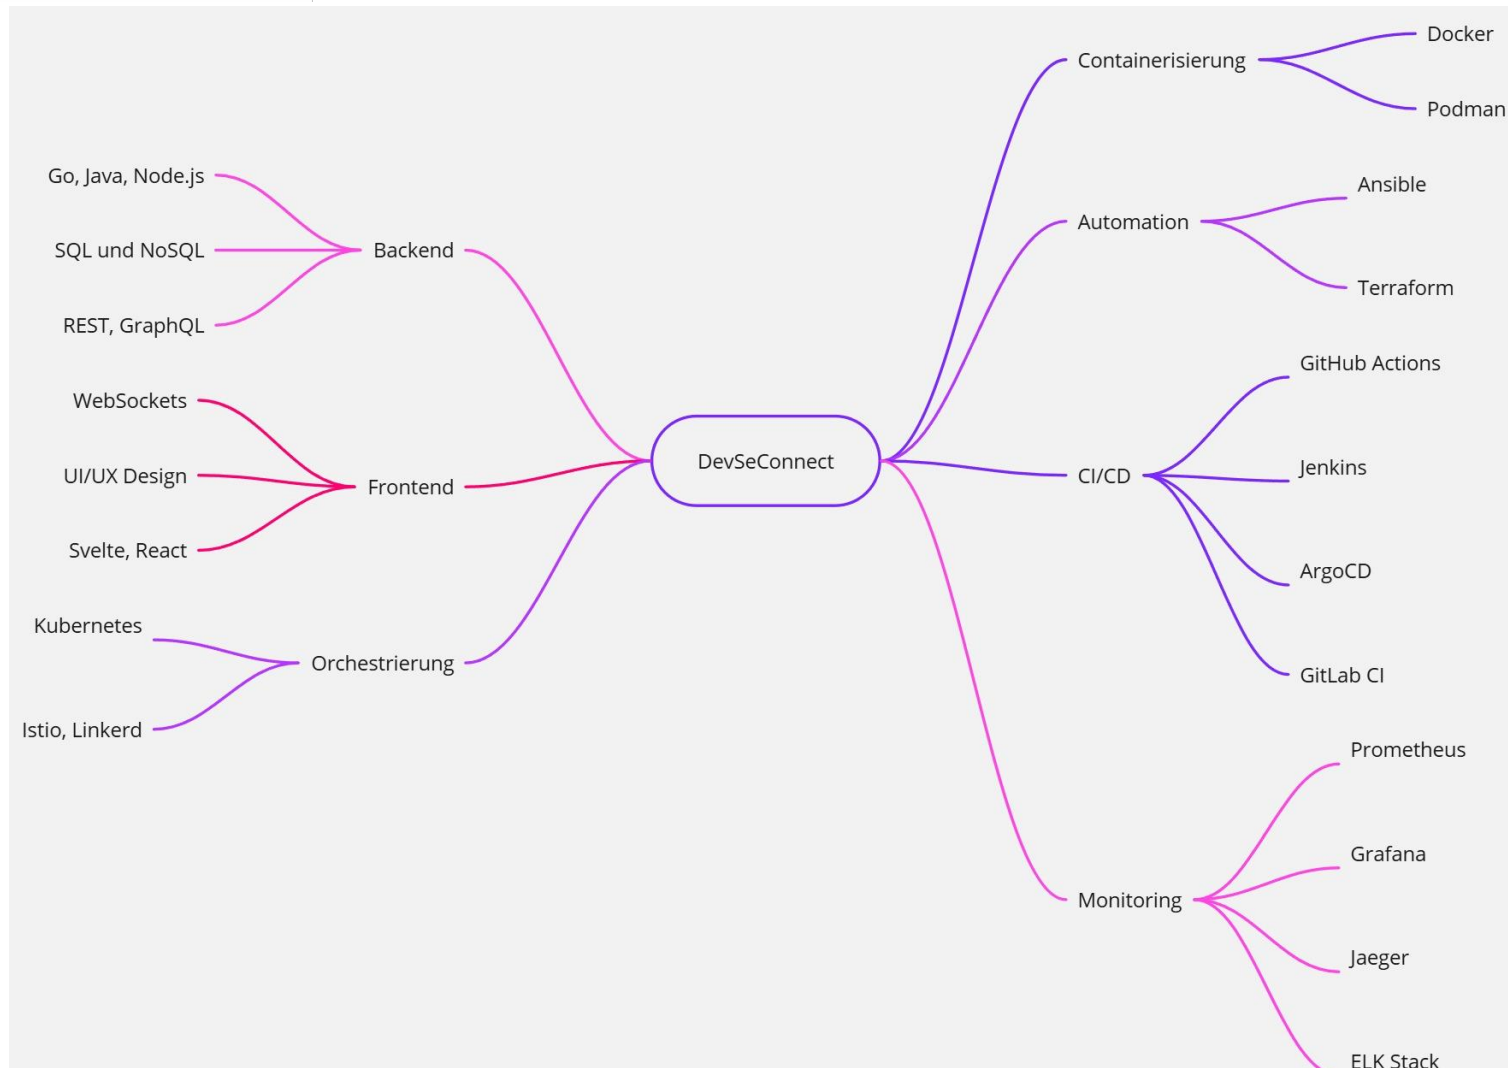 Go, Java, Node.js
SQL und NoSQL
REST, GraphQL
Backend
WebSockets
UI/UX Design
Svelte, React
Frontend
Kubernetes
Istio, Linkerd
Orchestrierung
DevSeConnect
Containerisierung
Docker
Podman
Automation
Ansible
Terraform
CI/CD
GitHub Actions
Jenkins
ArgoCD
GitLab CI
Monitoring
Prometheus
Grafana
Jaeger
ELK Stack